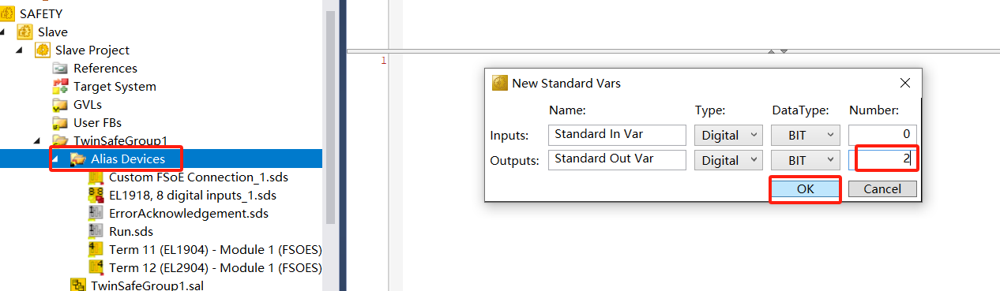 SAFETY
Slave
Slave Project
References
Target System
GVLs
User FBs
TwinSafeGroup1
Alias Devices
Custom FSoE Connection_1.sds
EL1918, 8 digital inputs_1.sds
ErrorAcknowledgement.sds
Run.sds
Term 11 (EL1904) - Module 1 (FSOES)
Term 12 (EL2904) - Module 1 (FSOES)
TwinSafeGroup1.sal
1
New Standard Vars
Name: Type: DataType: Number:
Inputs: Standard In Var Digital BIT 0
Outputs: Standard Out Var Digital BIT 2
OK Cancel